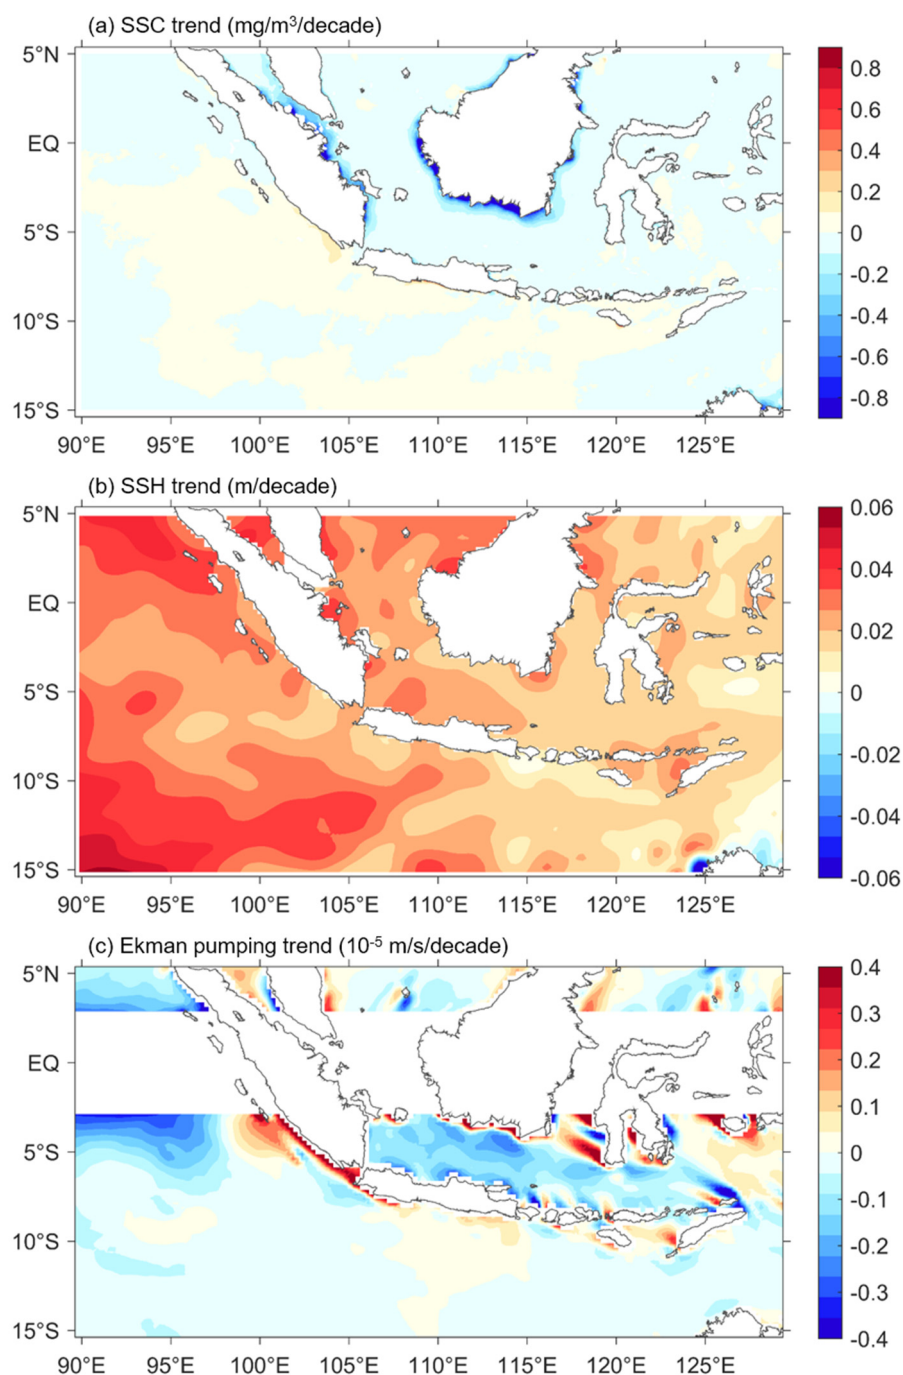 (a) SSC trend (mg/m³/decade)
5°N
EQ
5°S
10°S
15°S
90°E 95°E 100°E 105°E 110°E 115°E 120°E 125°E
0.8
0.6
0.4
0.2
0
-0.2
-0.4
-0.6
-0.8
(b) SSH trend (m/decade)
5°N
EQ
5°S
10°S
15°S
90°E 95°E 100°E 105°E 110°E 115°E 120°E 125°E
0.06
0.04
0.02
0
-0.02
-0.04
-0.06
(c) Ekman pumping trend (10⁻⁵ m/s/decade)
5°N
EQ
5°S
10°S
15°S
90°E 95°E 100°E 105°E 110°E 115°E 120°E 125°E
0.4
0.3
0.2
0.1
0
-0.1
-0.2
-0.3
-0.4